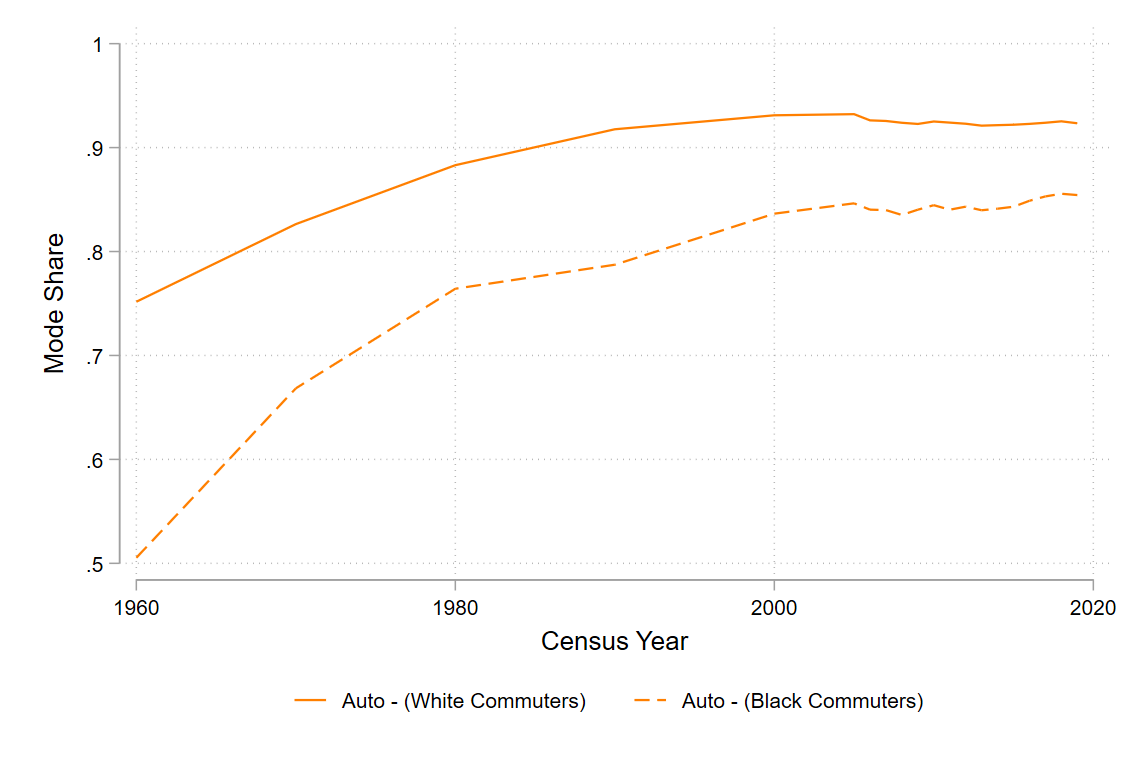 1
.9
.8
.7
.6
.5
Mode Share
1960 1980 2000 2020
Census Year
Auto - (White Commuters) Auto - (Black Commuters)